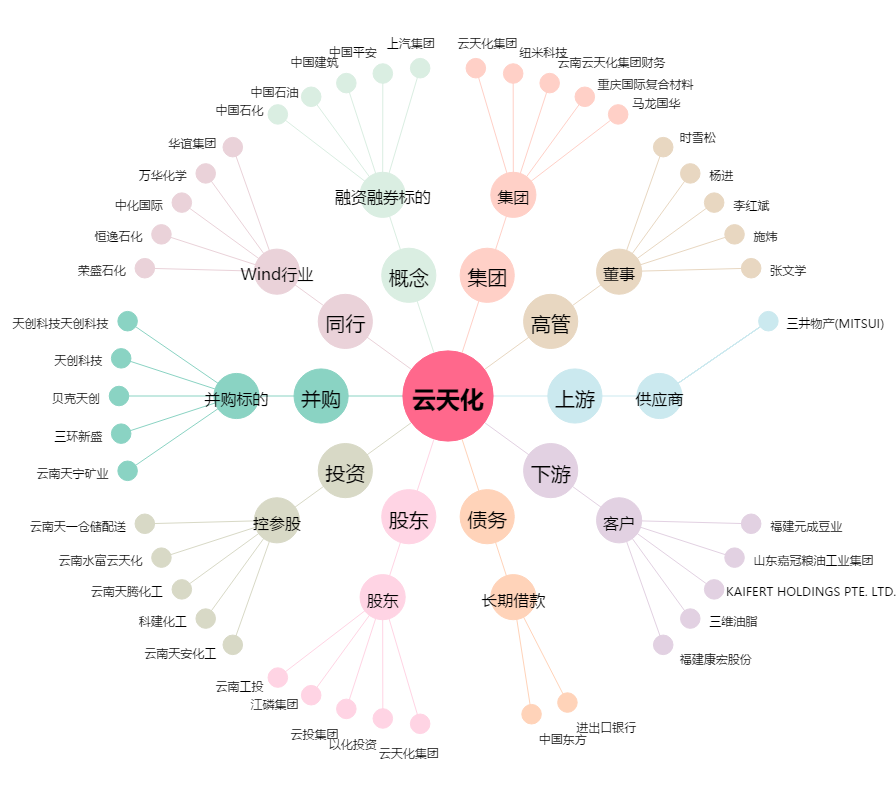 上汽集团
云天化集团
中国平安
纽米科技
中国建筑
云南云天化集团财务
中国石油
重庆国际复合材料
中国石化
马龙国华
华谊集团
时雪松
万华化学
杨进
融资融券标的
集团
中化国际
李红斌
恒逸石化
施炜
荣盛石化
Wind行业
概念
集团
董事
张文学
天创科技天创科技
同行
高管
三井物产(MITSUI)
天创科技
贝克天创
并购标的
并购
云天化
上游
供应商
三环新盛
云南天宁矿业
投资
下游
云南天一仓储配送
控参股
股东
债务
客户
福建元成豆业
云南水富云天化
山东嘉冠粮油工业集团
云南天腾化工
KAIFERT HOLDINGS PTE. LTD.
股东
长期借款
科建化工
三维油脂
云南天安化工
福建康宏股份
云南工投
江磷集团
进出口银行
云投集团
中国东方
以化投资
云天化集团